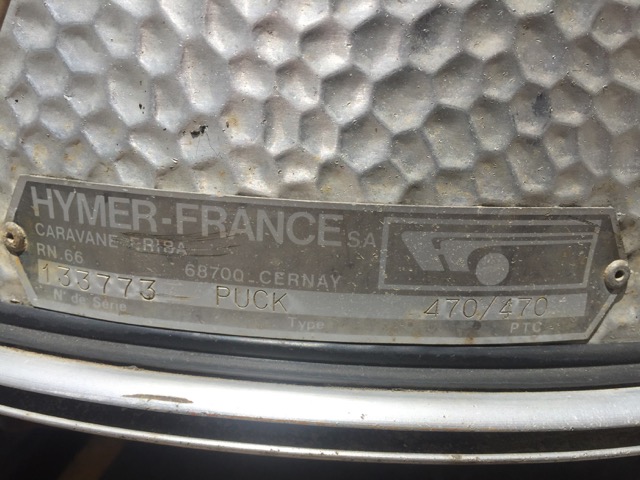 HYMER-FRANCE SA
CARAVANE ERIBA
RN.66 68700 CERNAY
133773 - PUCK 470/470
N° de Série Type PTC